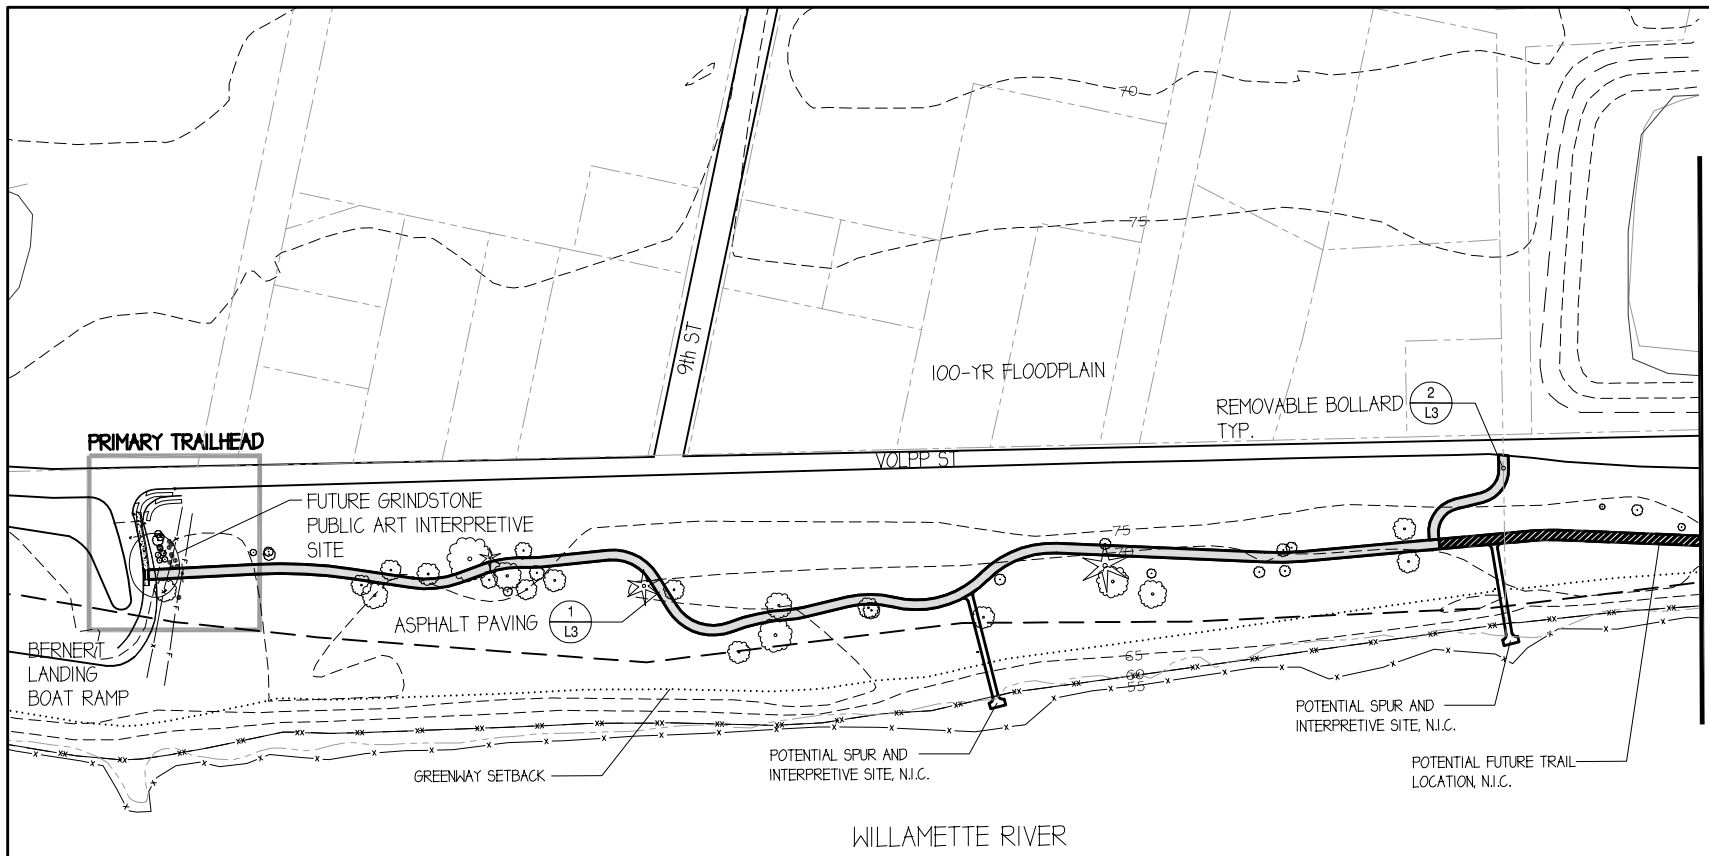 70
75
9th ST
100-YR FLOODPLAIN
REMOVABLE BOLLARD
TYP.
2
L3
PRIMARY TRAILHEAD
VOLPP ST
FUTURE GRINDSTONE
PUBLIC ART INTERPRETIVE
SITE
75
70
ASPHALT PAVING
1
L3
BERNERT
LANDING
BOAT RAMP
65
60
55
POTENTIAL SPUR AND
INTERPRETIVE SITE, N.I.C.
GREENWAY SETBACK
POTENTIAL SPUR AND
INTERPRETIVE SITE, N.I.C.
POTENTIAL FUTURE TRAIL
LOCATION, N.I.C.
WILLAMETTE RIVER